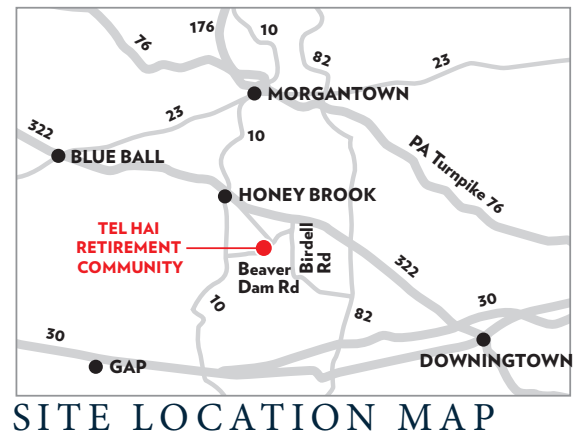 176
10
76
82
23
MORGANTOWN
23
322
10
PA Turnpike 76
BLUE BALL
HONEY BROOK
TEL HAI
RETIREMENT
COMMUNITY
Birdell
Rd
Beaver
Dam Rd
322
10
82
30
30
GAP
DOWNINGTOWN
SITE LOCATION MAP